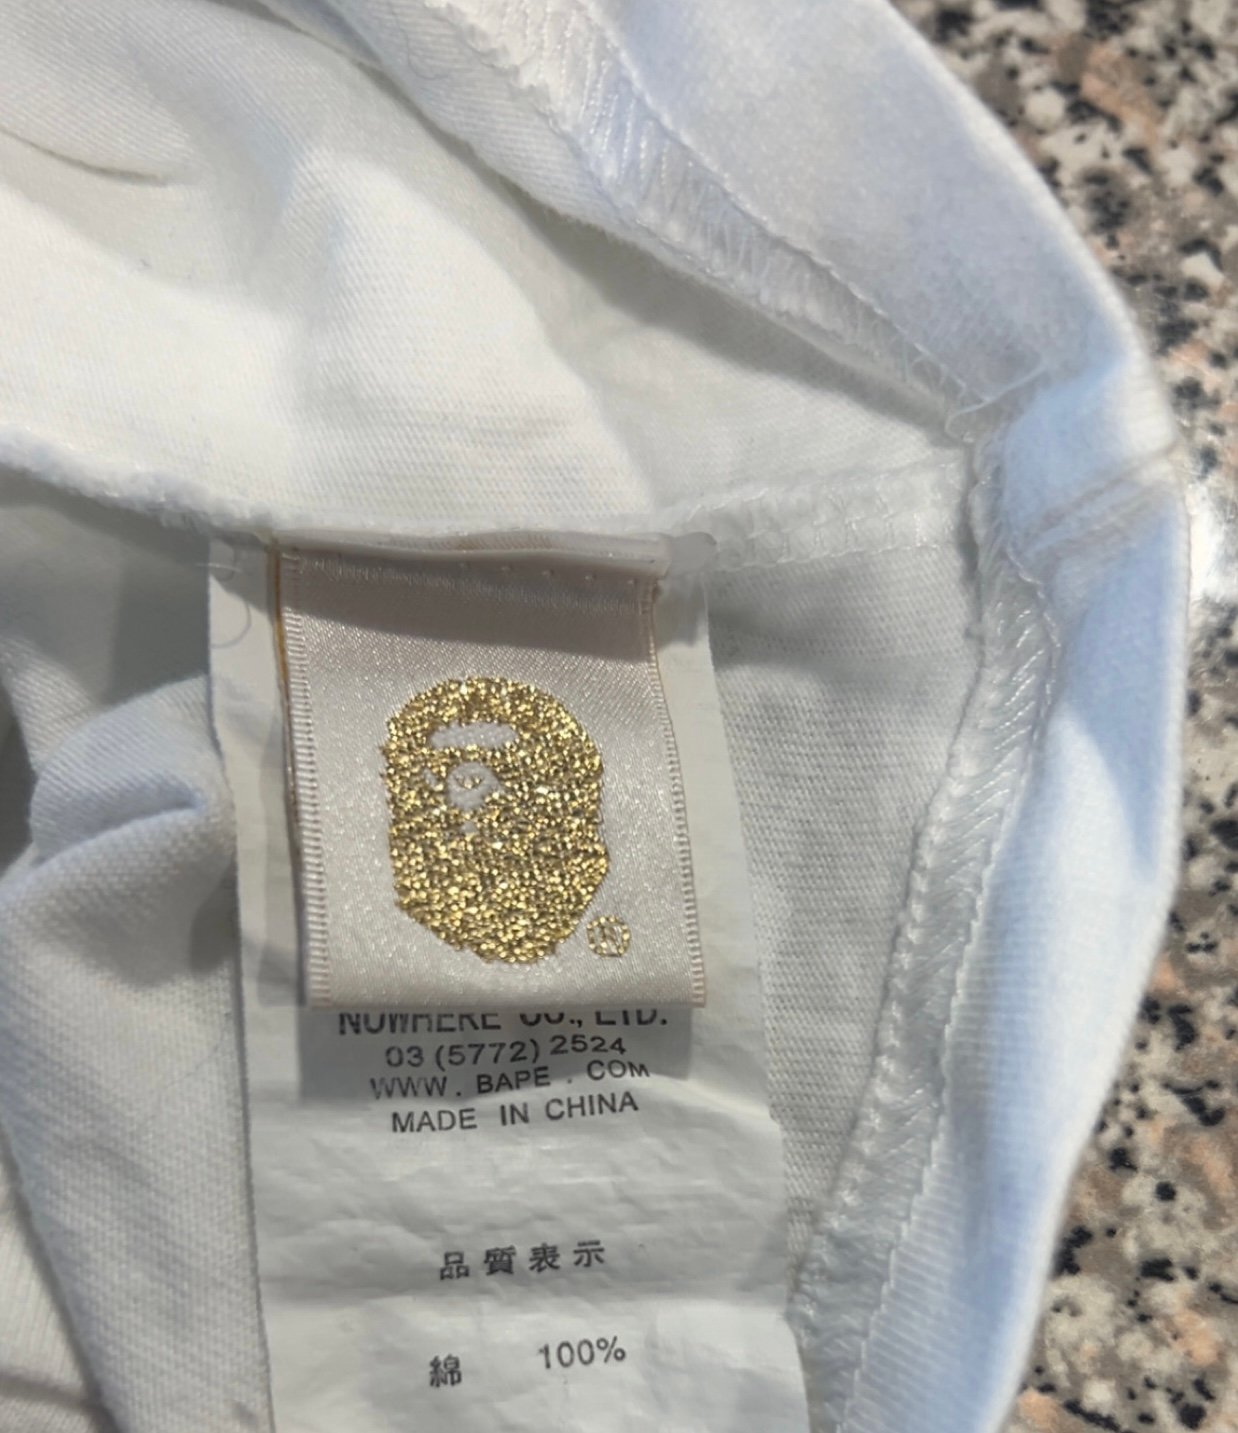 NOWHERE CO., LTD.
03 (5772) 2524
WWW . BAPE . COM
MADE IN CHINA
品質表示
綿 100%